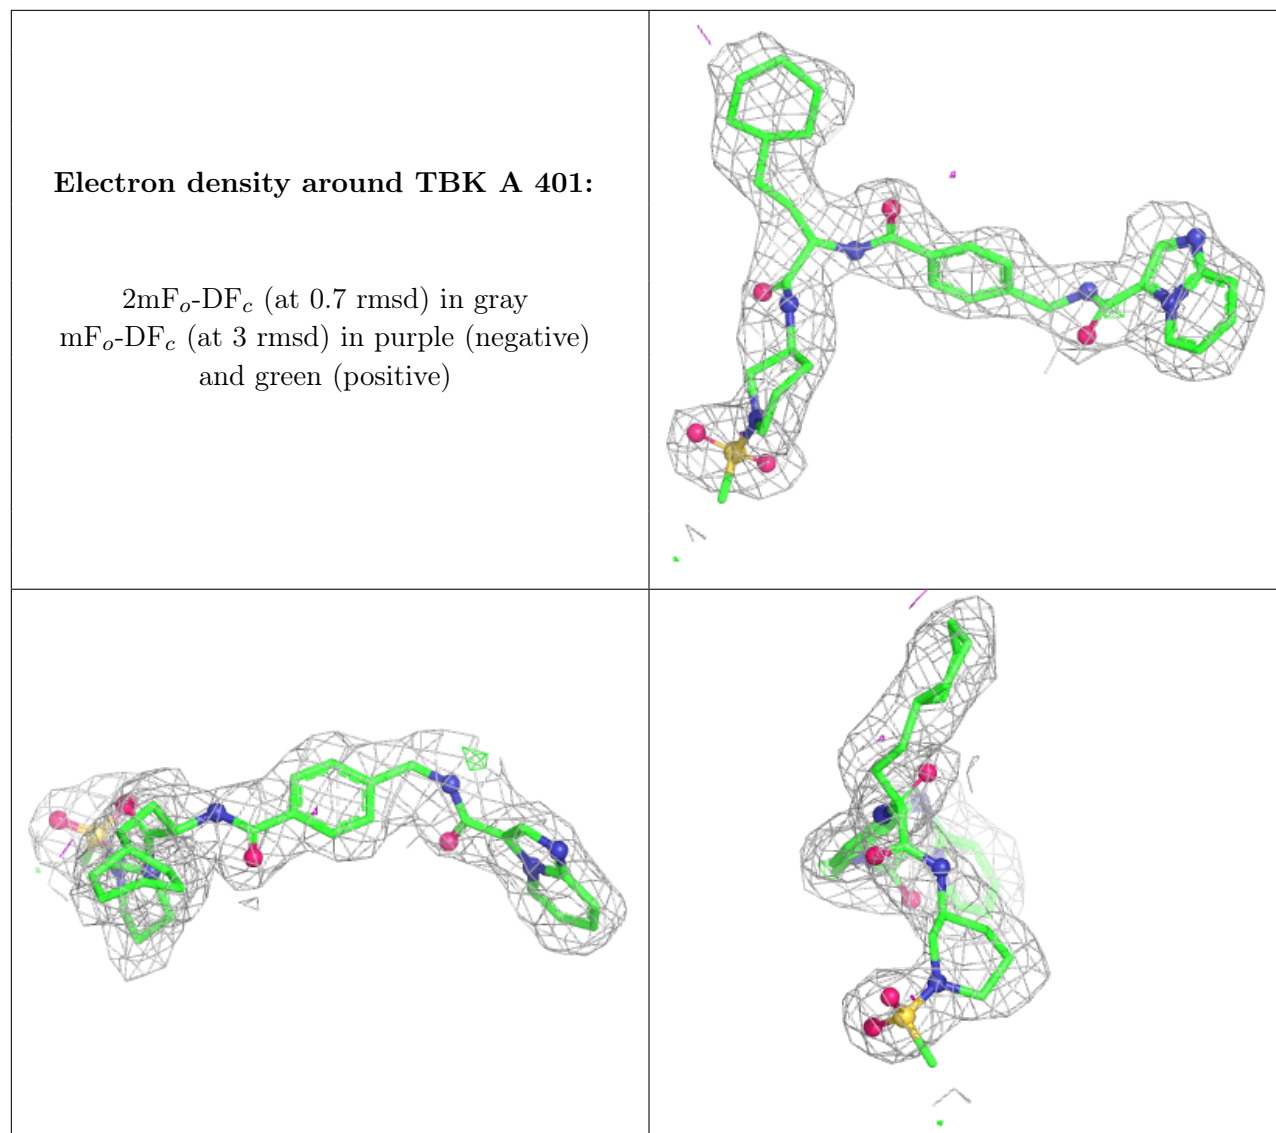 Electron density around TBK A 401:
2mFo-DFc (at 0.7 rmsd) in gray
mFo-DFc (at 3 rmsd) in purple (negative)
and green (positive)